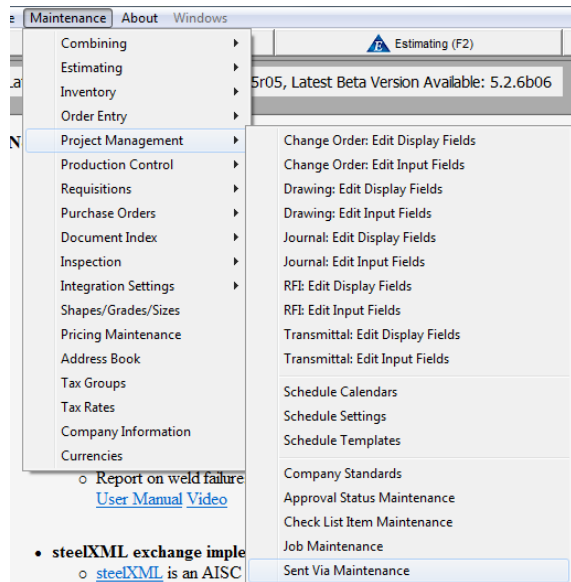 e Maintenance About Windows
Estimating (F2)
La
5r05, Latest Beta Version Available: 5.2.6b06
N
Combining
Estimating
Inventory
Order Entry
Project Management
Production Control
Requisitions
Purchase Orders
Document Index
Inspection
Integration Settings
Shapes/Grades/Sizes
Pricing Maintenance
Address Book
Tax Groups
Tax Rates
Company Information
Currencies
Change Order: Edit Display Fields
Change Order: Edit Input Fields
Drawing: Edit Display Fields
Drawing: Edit Input Fields
Journal: Edit Display Fields
Journal: Edit Input Fields
RFI: Edit Display Fields
RFI: Edit Input Fields
Transmittal: Edit Display Fields
Transmittal: Edit Input Fields
Schedule Calendars
Schedule Settings
Schedule Templates
Company Standards
Approval Status Maintenance
Check List Item Maintenance
Job Maintenance
Sent Via Maintenance
Report on weld failure
User Manual Video
steelXML exchange imple
steelXML is an AISC